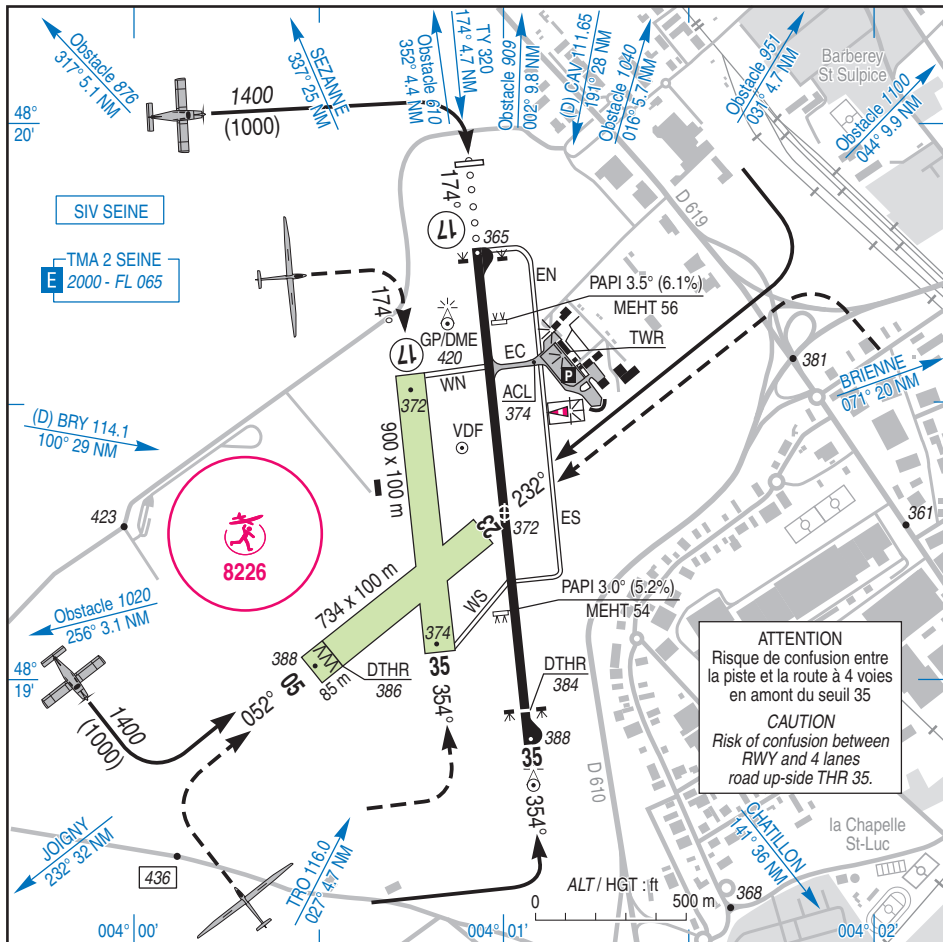 Obstacle 876
317° 5.1 NM
SEZANNE
337° 25 NM
Obstacle 610
352° 4.4 NM
TY 320
174° 4.7 NM
Obstacle 909
002° 9.8 NM
(D) CAV 111.65
191° 28 NM
Obstacle 1040
016° 5.7 NM
Obstacle 951
031° 4.7 NM
Barberey
St Sulpice
Obstacle 1100
044° 9.9 NM
48°
20'
1400
(1000)
SIV SEINE
TMA 2 SEINE
E 2000 - FL 065
174°
17
365
D 619
EN
PAPI 3.5° (6.1%)
MEHT 56
174°
17
GP/DME
420
TWR
EC
P
WN
ACL
374
381
BRIENNE
071° 20 NM
372
(D) BRY 114.1
100° 29 NM
900 x 100 m
VDF
232°
23
372
ES
361
423
8226
734 x 100 m
WS
PAPI 3.0° (5.2%)
MEHT 54
Obstacle 1020
256° 3.1 NM
374
388
85 m
DTHR
386
35
48°
19'
05
052°
354°
DTHR
384
388
35
354°
ATTENTION
Risque de confusion entre
la piste et la route à 4 voies
en amont du seuil 35
CAUTION
Risk of confusion between
RWY and 4 lanes
road up-side THR 35.
1400
(1000)
D 610
JOIGNY
232° 32 NM
436
TRO 116.0
027° 4.7 NM
CHATILLON
141° 36 NM
la Chapelle
St-Luc
368
ALT / HGT : ft
0 500 m
004° 00' 004° 01' 004° 02'